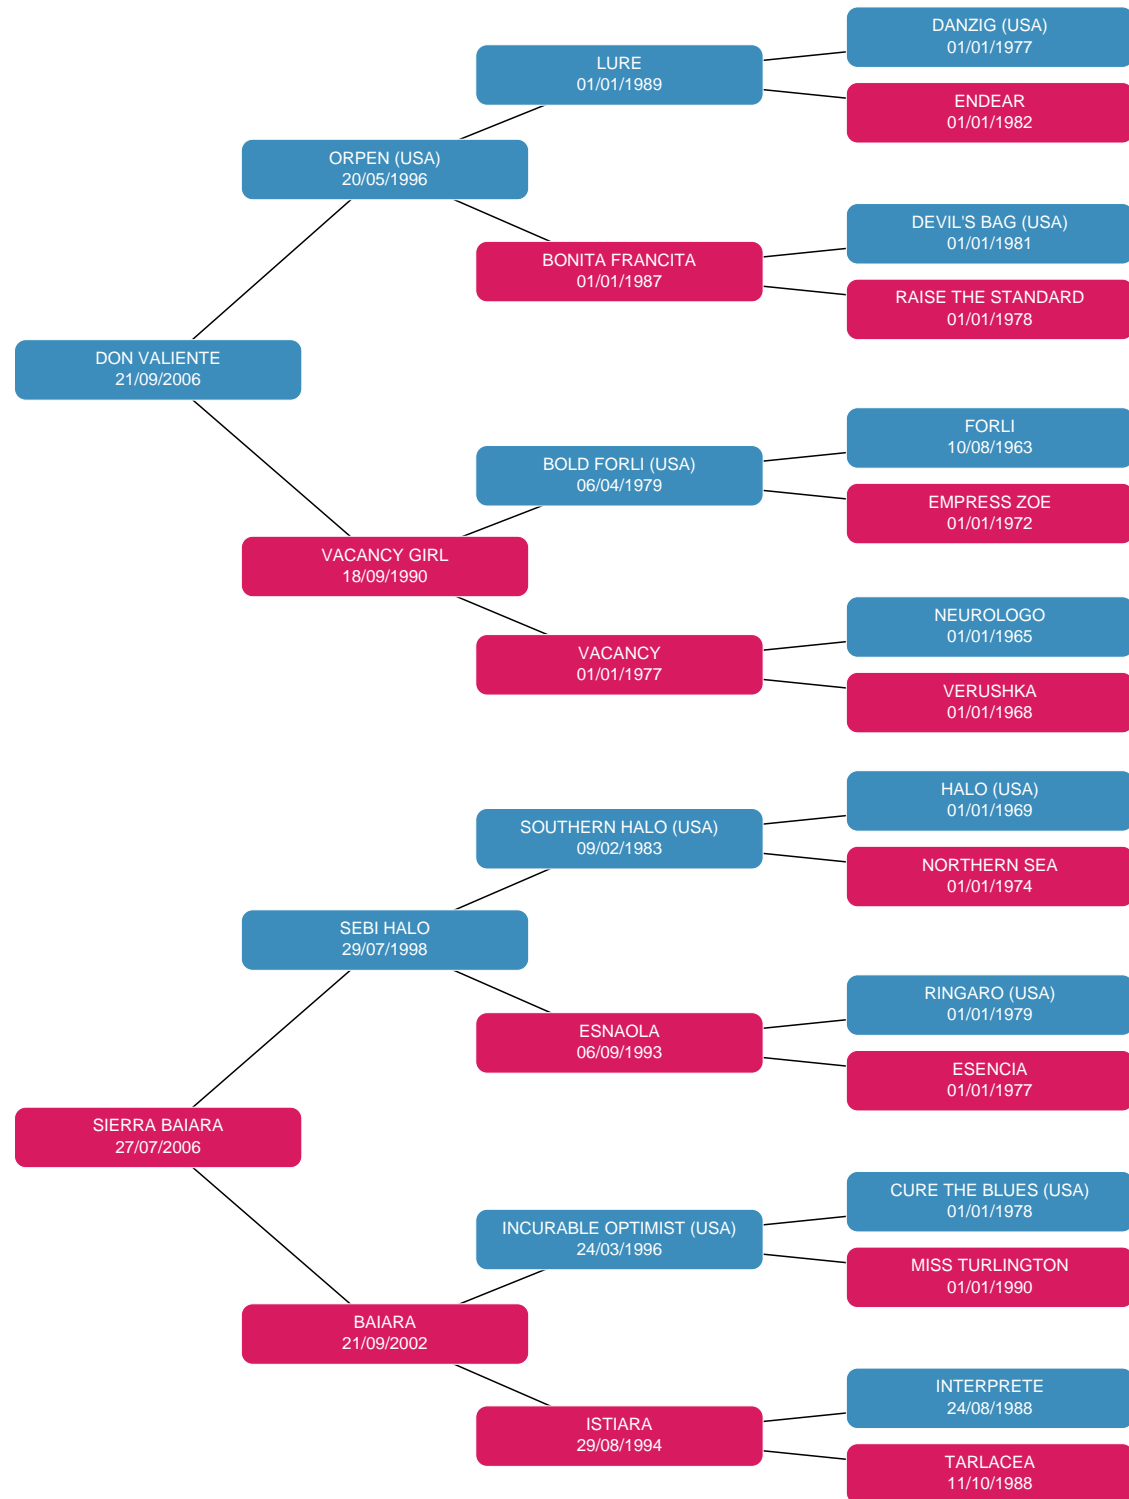 DANZIG (USA)
01/01/1977
LURE
01/01/1989
ENDEAR
01/01/1982
ORPEN (USA)
20/05/1996
DEVIL'S BAG (USA)
01/01/1981
BONITA FRANCITA
01/01/1987
RAISE THE STANDARD
01/01/1978
DON VALIENTE
21/09/2006
FORLI
10/08/1963
BOLD FORLI (USA)
06/04/1979
EMPRESS ZOE
01/01/1972
VACANCY GIRL
18/09/1990
NEUROLOGO
01/01/1965
VACANCY
01/01/1977
VERUSHKA
01/01/1968
HALO (USA)
01/01/1969
SOUTHERN HALO (USA)
09/02/1983
NORTHERN SEA
01/01/1974
SEBI HALO
29/07/1998
RINGARO (USA)
01/01/1979
ESNAOLA
06/09/1993
ESENCIA
01/01/1977
SIERRA BAIARA
27/07/2006
CURE THE BLUES (USA)
01/01/1978
INCURABLE OPTIMIST (USA)
24/03/1996
MISS TURLINGTON
01/01/1990
BAIARA
21/09/2002
INTERPRETE
24/08/1988
ISTIARA
29/08/1994
TARLACEA
11/10/1988